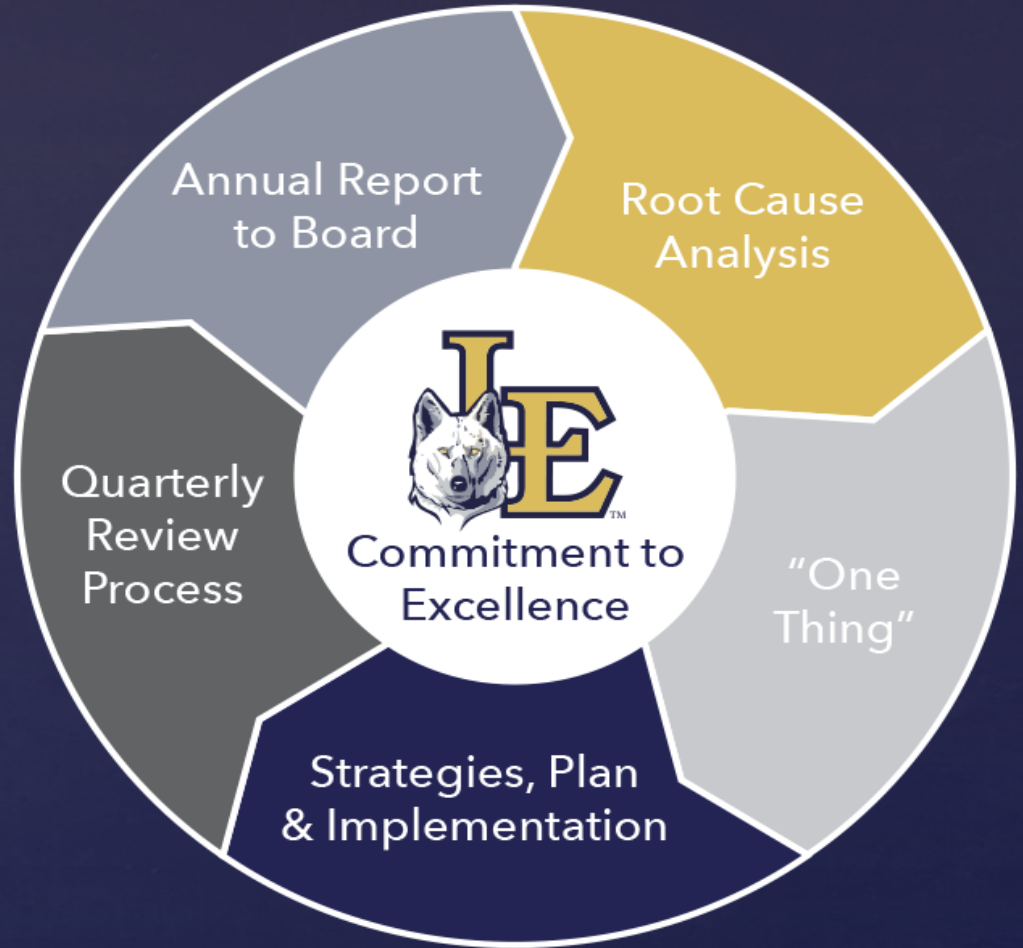 Annual Report
to Board
Root Cause
Analysis
"One
Thing"
Strategies, Plan
& Implementation
Quarterly
Review
Process
LE
™
Commitment to
Excellence